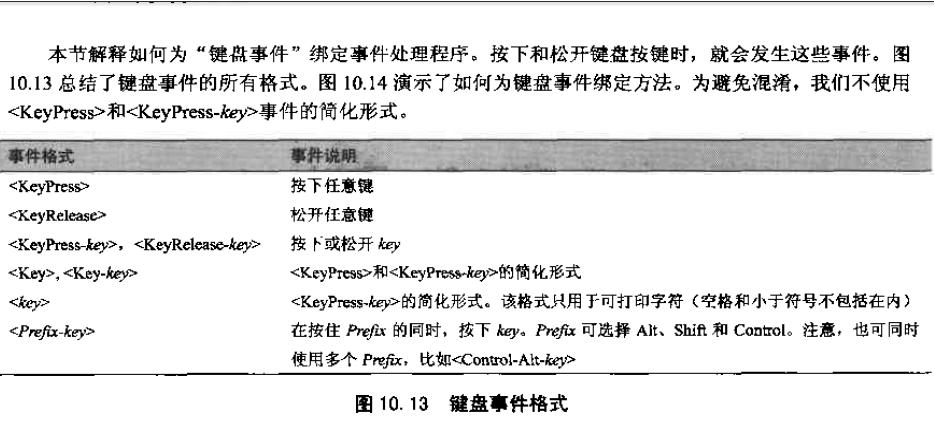 本节解释如何为“键盘事件”绑定事件处理程序。按下和松开键盘按键时，就会发生这些事件。图
10.13 总结了键盘事件的所有格式。图 10.14 演示了如何为键盘事件绑定方法。为避免混淆，我们不使用
<KeyPress>和<KeyPress-key>事件的简化形式。
事件格式 事件说明
<KeyPress> 按下任意键
<KeyRelease> 松开任意键
<KeyPress-key>，<KeyRelease-key> 按下或松开 key
<Key>, <Key-key> <KeyPress>和<KeyPress-key>的简化形式
<key> <KeyPress-key>的简化形式。该格式只用于可打印字符（空格和小于符号不包括在内）
<Prefix-key> 在按住 Prefix 的同时，按下 key。Prefix 可选择 Alt、Shift 和 Control。注意，也可同时
使用多个 Prefix，比如<Control-Alt-key>
图 10.13 键盘事件格式